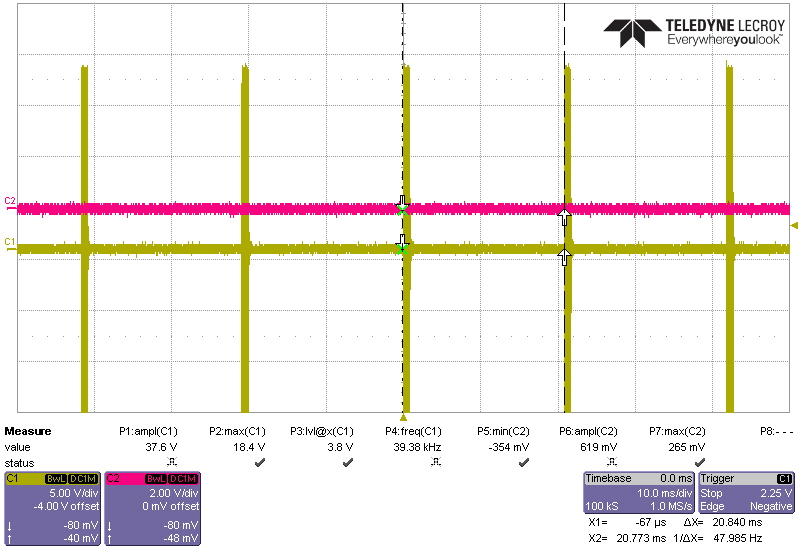 TELEDYNE LECROY
Everywhereyoulook™
C2
C1
Measure P1:ampl(C1) P2:max(C1) P3:lvl@x(C1) P4:freq(C1) P5:min(C2) P6:ampl(C2) P7:max(C2) P8:- - -
value 37.6 V 18.4 V 3.8 V 39.38 kHz -354 mV 619 mV 265 mV
status
C1 BwL DC1M
5.00 V/div
-4.00 V offset
↓ -80 mV
↑ -40 mV
C2 BwL DC1M
2.00 V/div
0 mV offset
↓ -80 mV
↑ -48 mV
Timebase 0.0 ms
10.0 ms/div
100 kS 1.0 MS/s
Trigger C1
Stop 2.25 V
Edge Negative
X1= -67 µs ΔX= 20.840 ms
X2= 20.773 ms 1/ΔX= 47.985 Hz